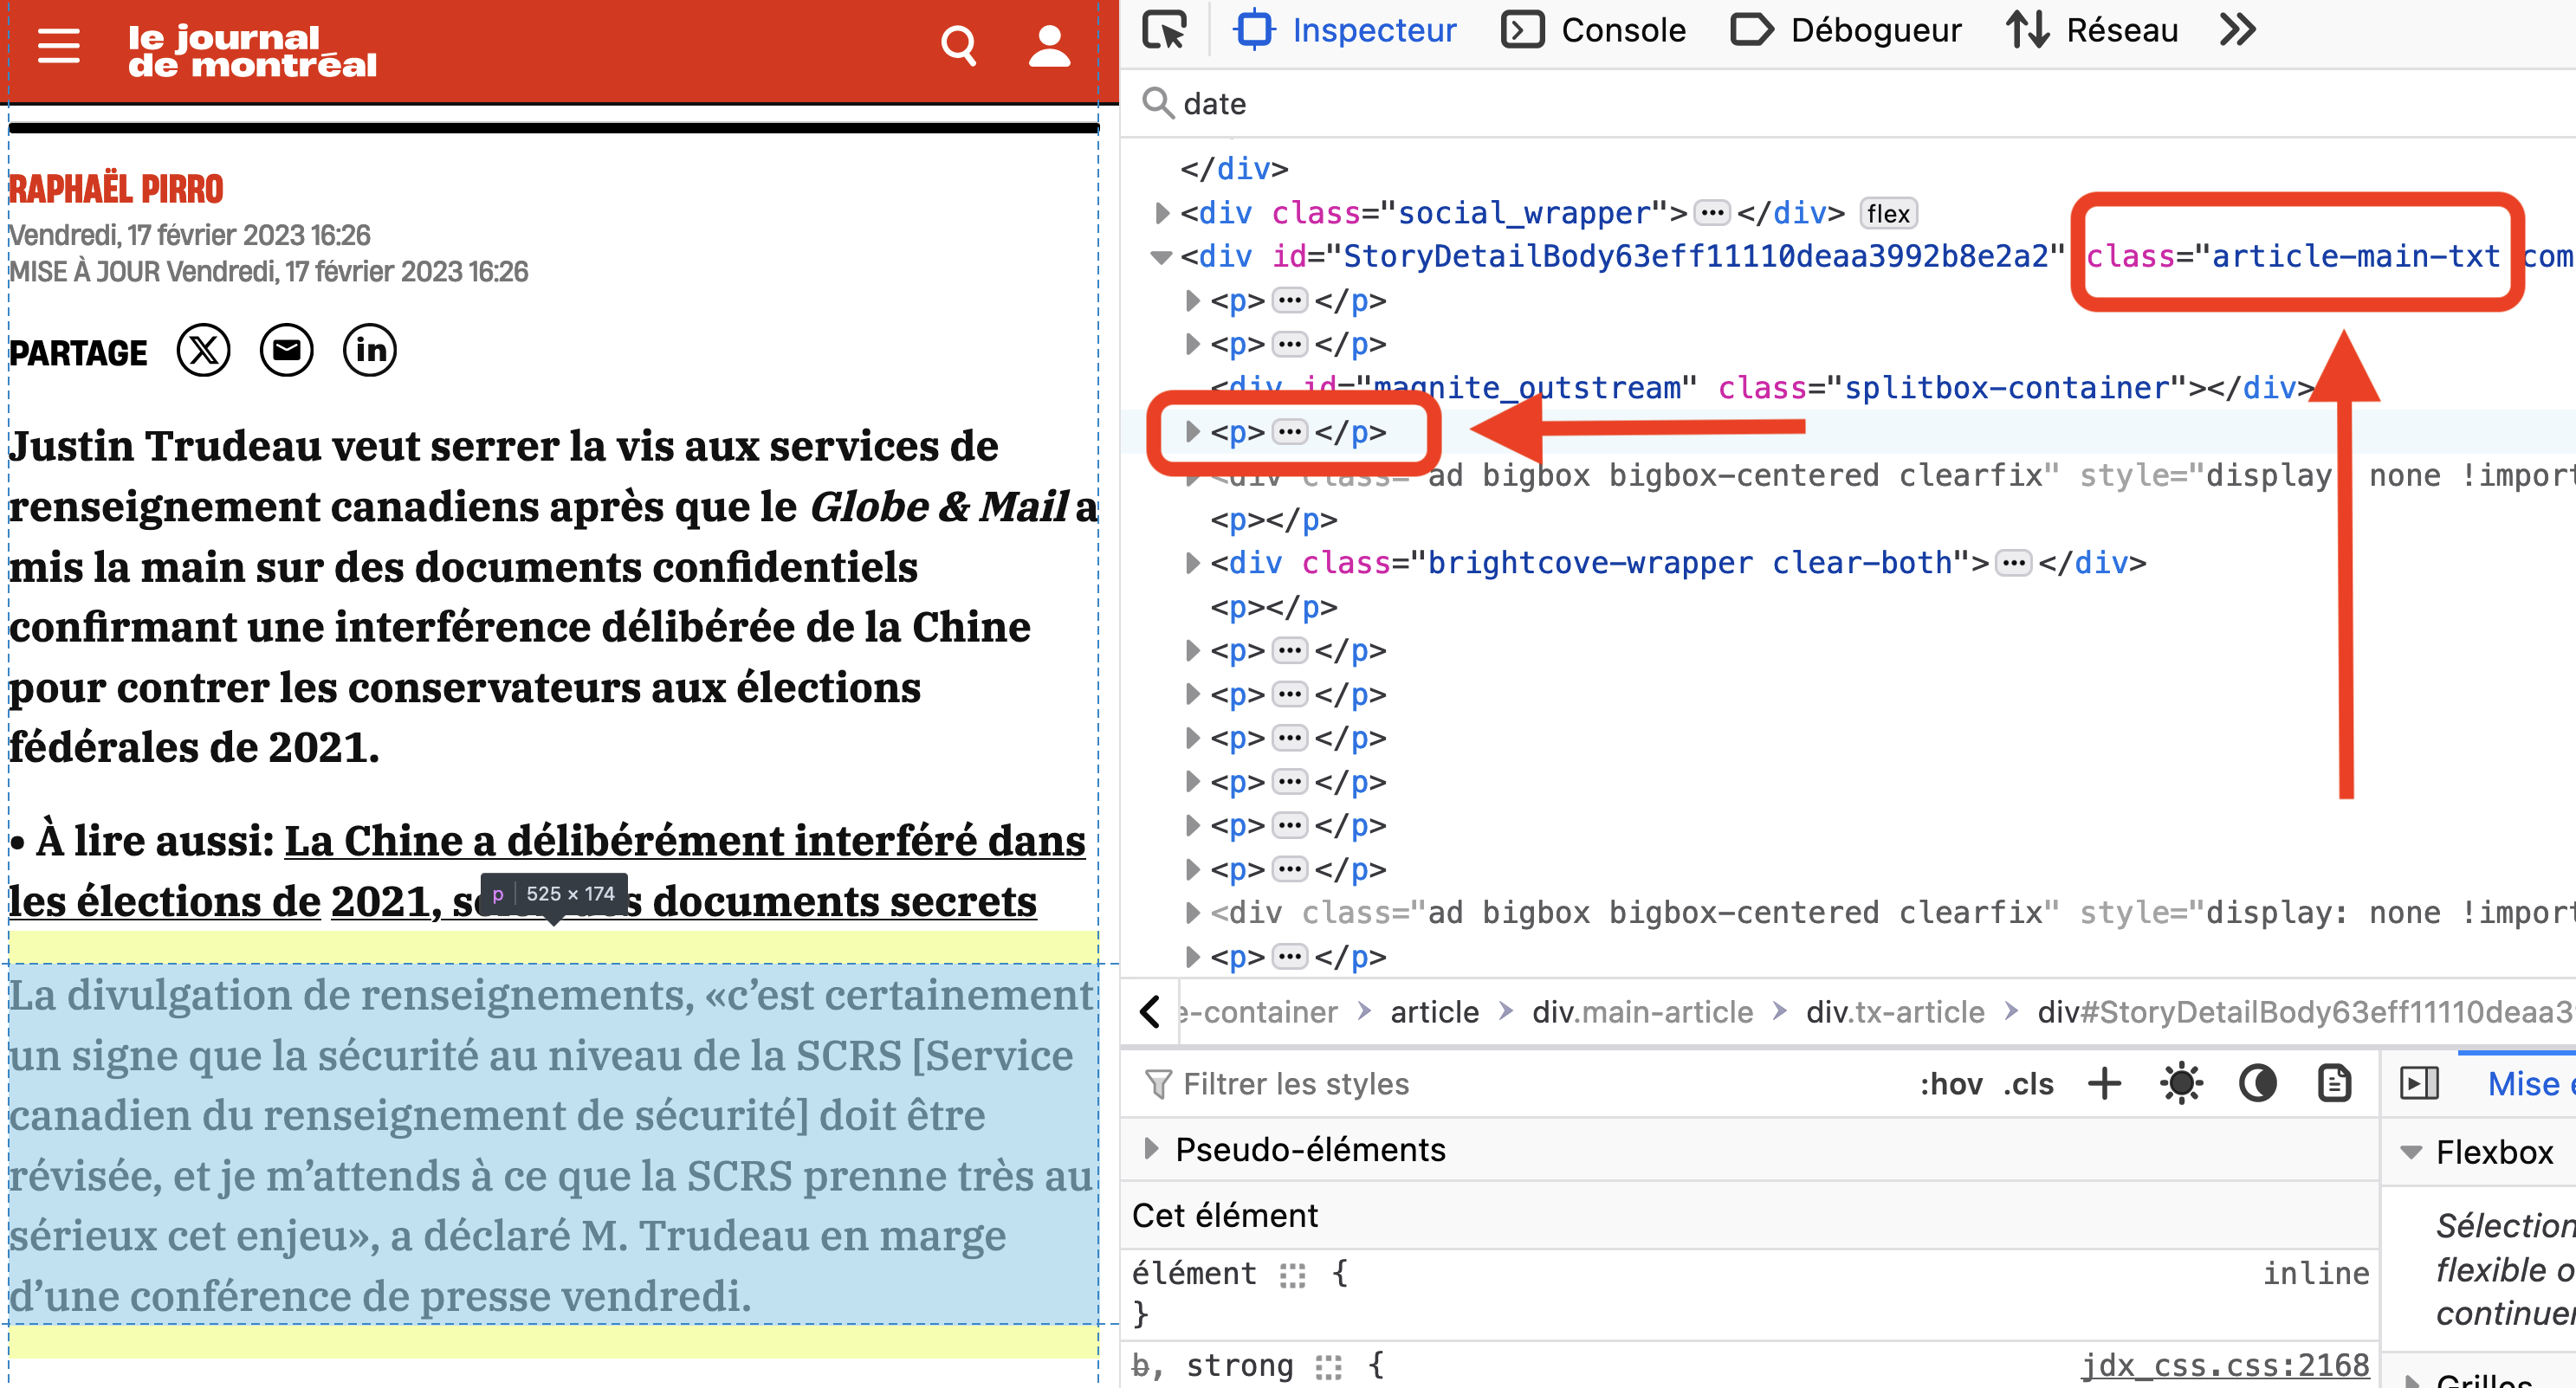 le journal
de montréal
RAPHAËL PIRRO
Vendredi, 17 février 2023 16:26
MISE À JOUR Vendredi, 17 février 2023 16:26
PARTAGE
in
Justin Trudeau veut serrer la vis aux services de
renseignement canadiens après que le Globe & Mail a
mis la main sur des documents confidentiels
confirmant une interférence délibérée de la Chine
pour contrer les conservateurs aux élections
fédérales de 2021.
• À lire aussi: La Chine a délibérément interféré dans
les élections de 2021, documents secrets
p 525 × 174
La divulgation de renseignements, «c’est certainement
un signe que la sécurité au niveau de la SCRS [Service
canadien du renseignement de sécurité] doit être
révisée, et je m’attends à ce que la SCRS prenne très au
sérieux cet enjeu», a déclaré M. Trudeau en marge
d’une conférence de presse vendredi.
Inspecteur Console Débogueur Réseau
date
</div>
<div class="social_wrapper">⋯</div> flex
<div id="StoryDetailBody63eff11110deaa3992b8e2a2" class="article-main-txt com
<p>⋯</p>
<p>⋯</p>
<div id="magnite_outstream" class="splitbox-container"></div>
<p>⋯</p>
<div class="ad bigbox bigbox-centered clearfix" style="display: none !import
<p></p>
<div class="brightcove-wrapper clear-both">⋯</div>
<p></p>
<p>⋯</p>
<p>⋯</p>
<p>⋯</p>
<p>⋯</p>
<p>⋯</p>
<p>⋯</p>
<div class="ad bigbox bigbox-centered clearfix" style="display: none !import
<p>⋯</p>
e-container > article > div.main-article > div.tx-article > div#StoryDetailBody63eff11110deaa3
Filtrer les styles :hov .cls +
Pseudo-éléments
Cet élément
élément { inline
}
b, strong { jdx_css.css:2168
Mise
Flexbox
Sélection
flexible o
continuer
Grilles